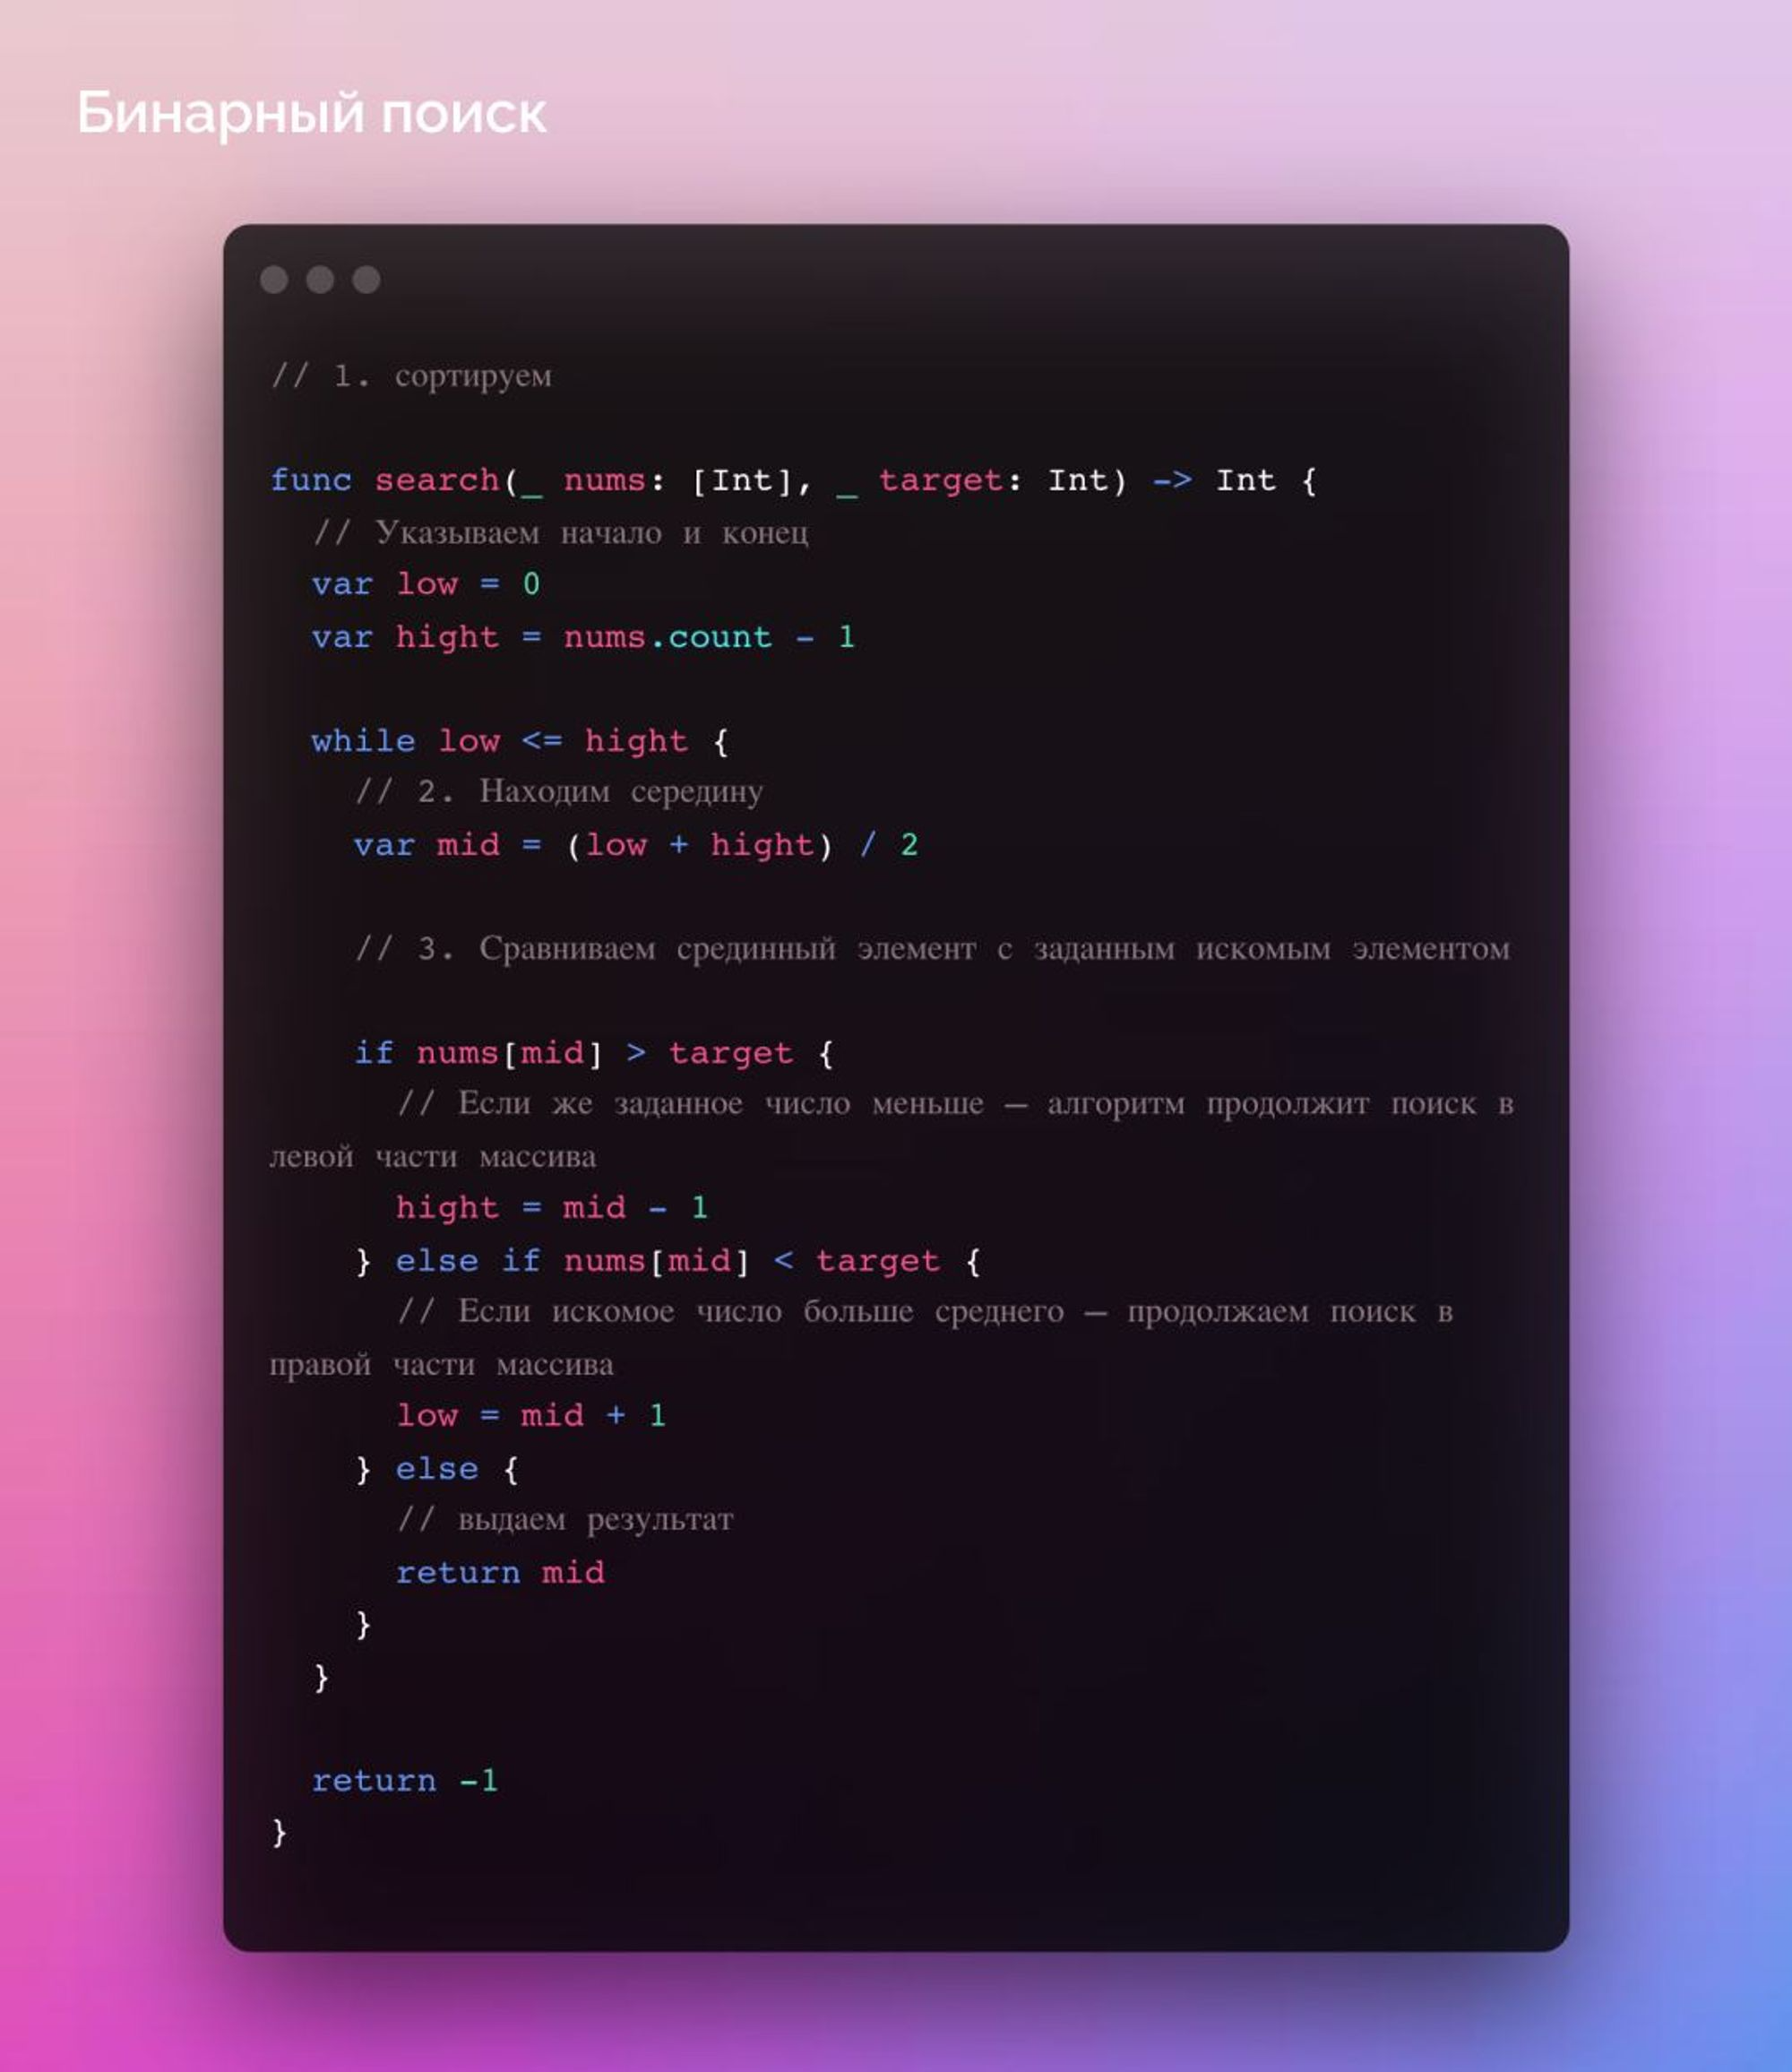 Бинарный поиск
// 1. сортируем
func search(_ nums: [Int], _ target: Int) -> Int {
// Указываем начало и конец
var low = 0
var hight = nums.count - 1
while low <= hight {
// 2. Находим середину
var mid = (low + hight) / 2
// 3. Сравниваем срединный элемент с заданным искомым элементом
if nums[mid] > target {
// Если же заданное число меньше — алгоритм продолжит поиск в
левой части массива
hight = mid - 1
} else if nums[mid] < target {
// Если искомое число больше среднего — продолжаем поиск в
правой части массива
low = mid + 1
} else {
// выдаем результат
return mid
}
}
return -1
}